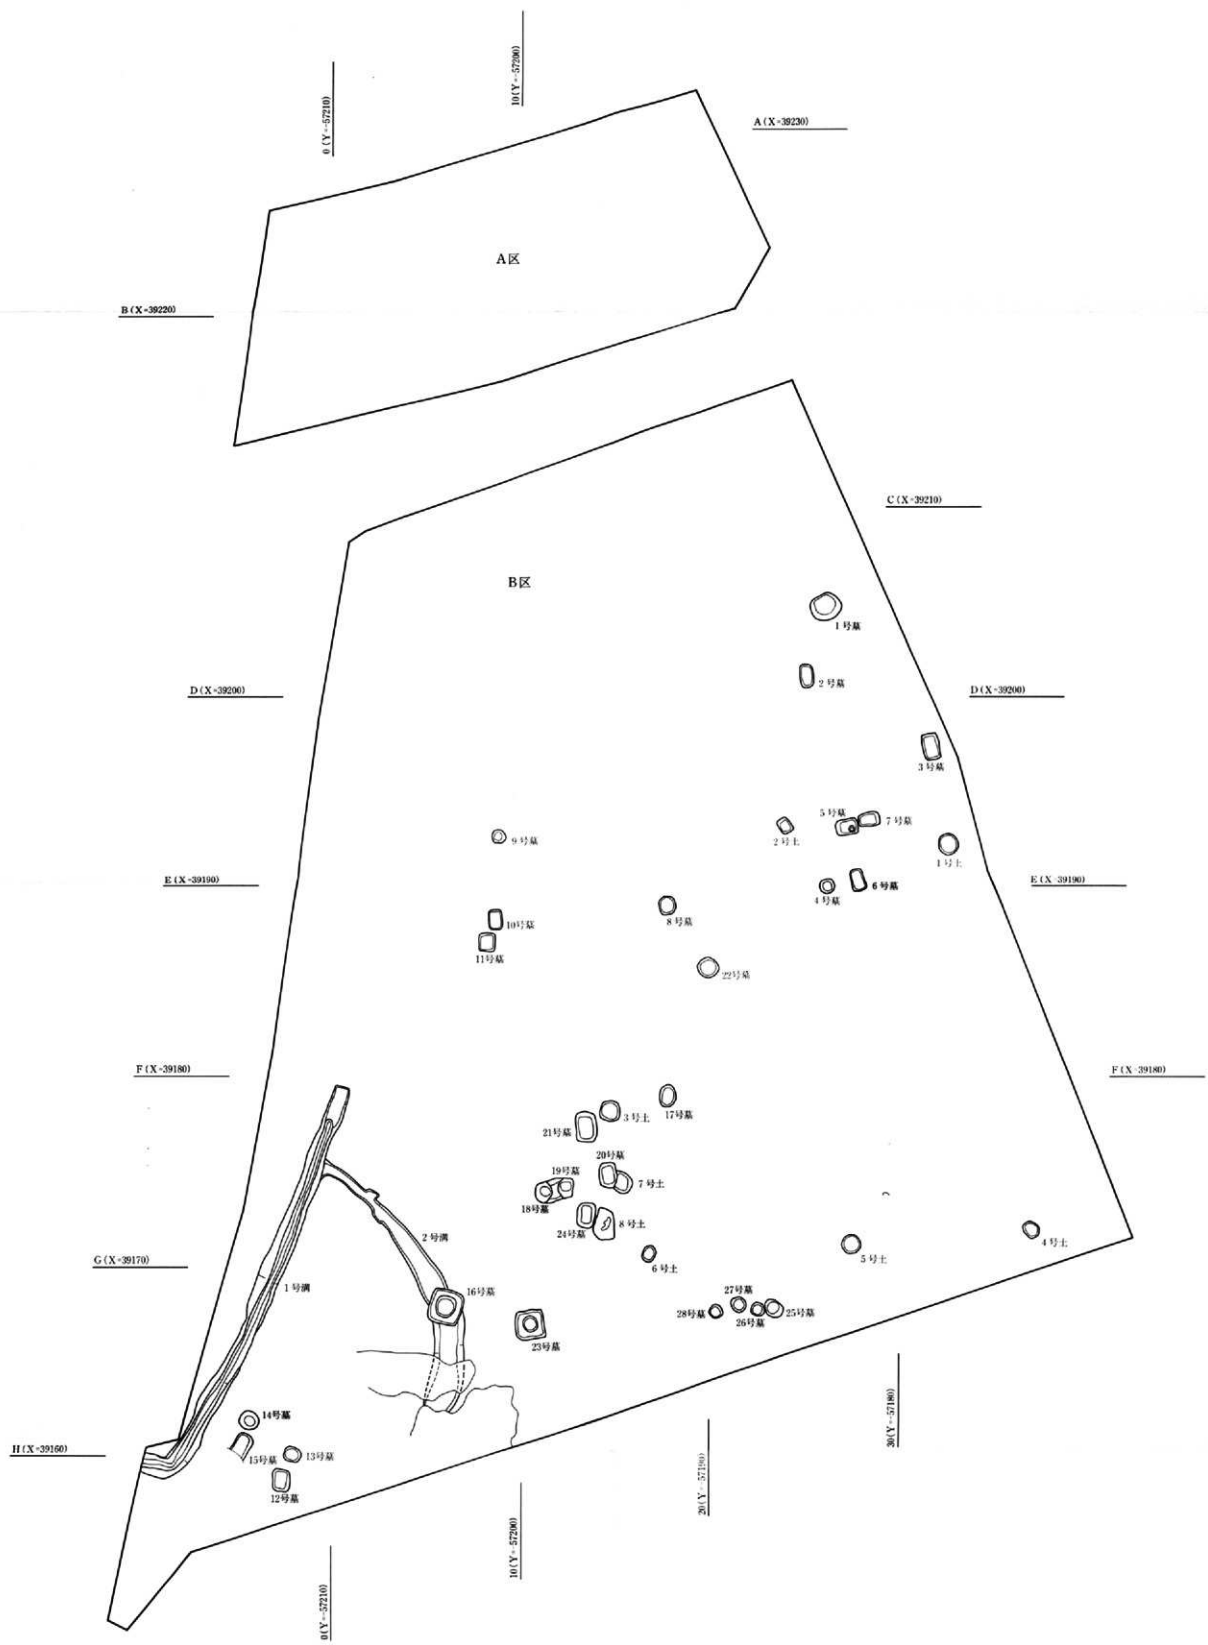 10(Y=-57200)
0(Y=-57210)
A(X=39230)
A区
B(X=39220)
C(X=39210)
B区
1号墓
2号墓
D(X=39200)
D(X=39200)
3号墓
5号墓
7号墓
2号土
9号墓
1号土
E(X=39190)
E(X=39190)
4号墓
6号墓
8号墓
10号墓
11号墓
22号墓
F(X=39180)
F(X=39180)
17号墓
3号土
21号墓
20号墓
19号墓
7号土
18号墓
8号土
24号墓
2号溝
4号土
G(X=39170)
5号土
6号土
1号溝
16号墓
27号墓
28号墓
25号墓
26号墓
23号墓
30(Y=-57180)
14号墓
H(X=39160)
13号墓
15号墓
12号墓
20(Y=-57190)
10(Y=-57200)
0(Y=-57210)